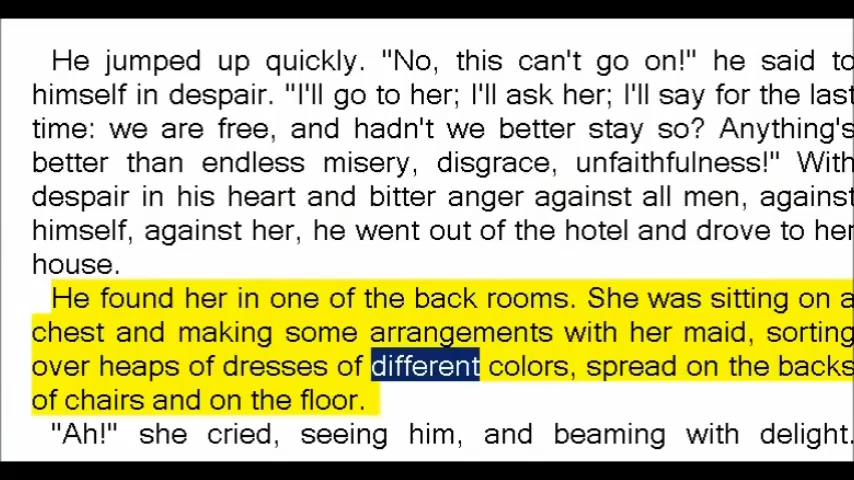 He jumped up quickly. "No, this can't go on!" he said to
himself in despair. "I'll go to her; I'll ask her; I'll say for the last
time: we are free, and hadn't we better stay so? Anything's
better than endless misery, disgrace, unfaithfulness!" With
despair in his heart and bitter anger against all men, against
himself, against her, he went out of the hotel and drove to her
house.
He found her in one of the back rooms. She was sitting on a
chest and making some arrangements with her maid, sorting
over heaps of dresses of different colors, spread on the backs
of chairs and on the floor.
"Ah!" she cried, seeing him, and beaming with delight.